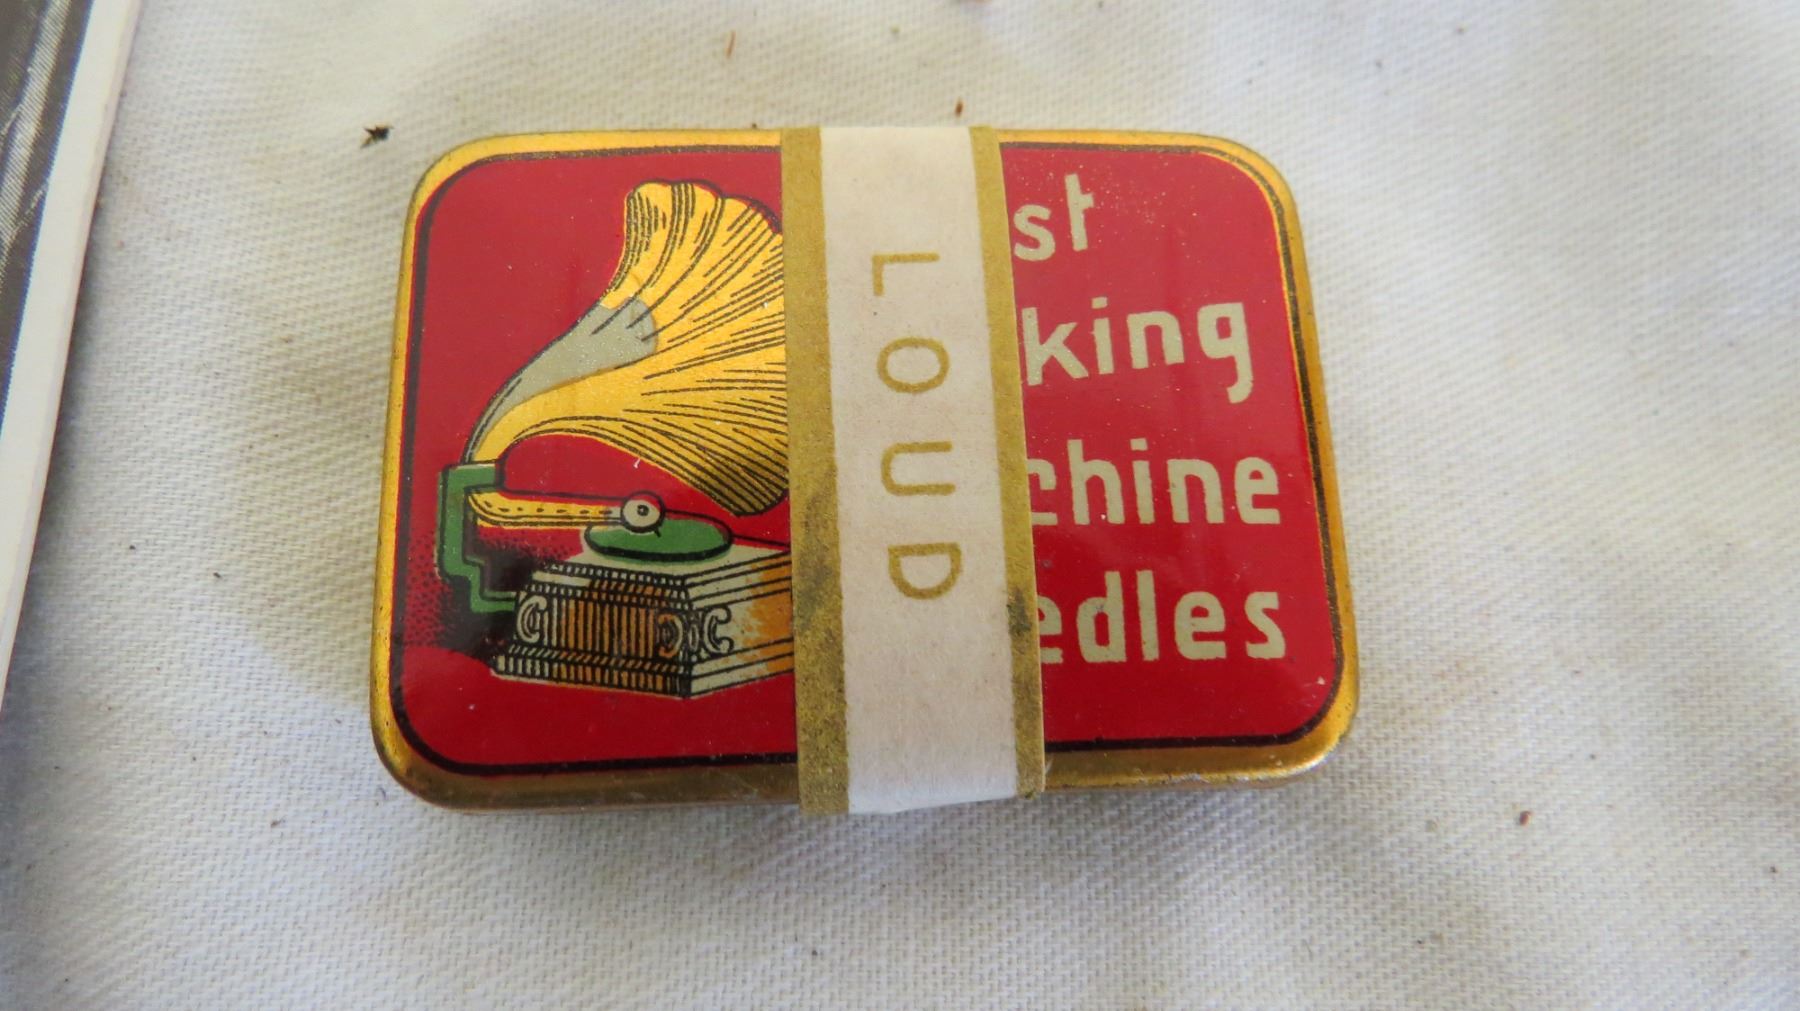 LOUD
st
king
chine
edles